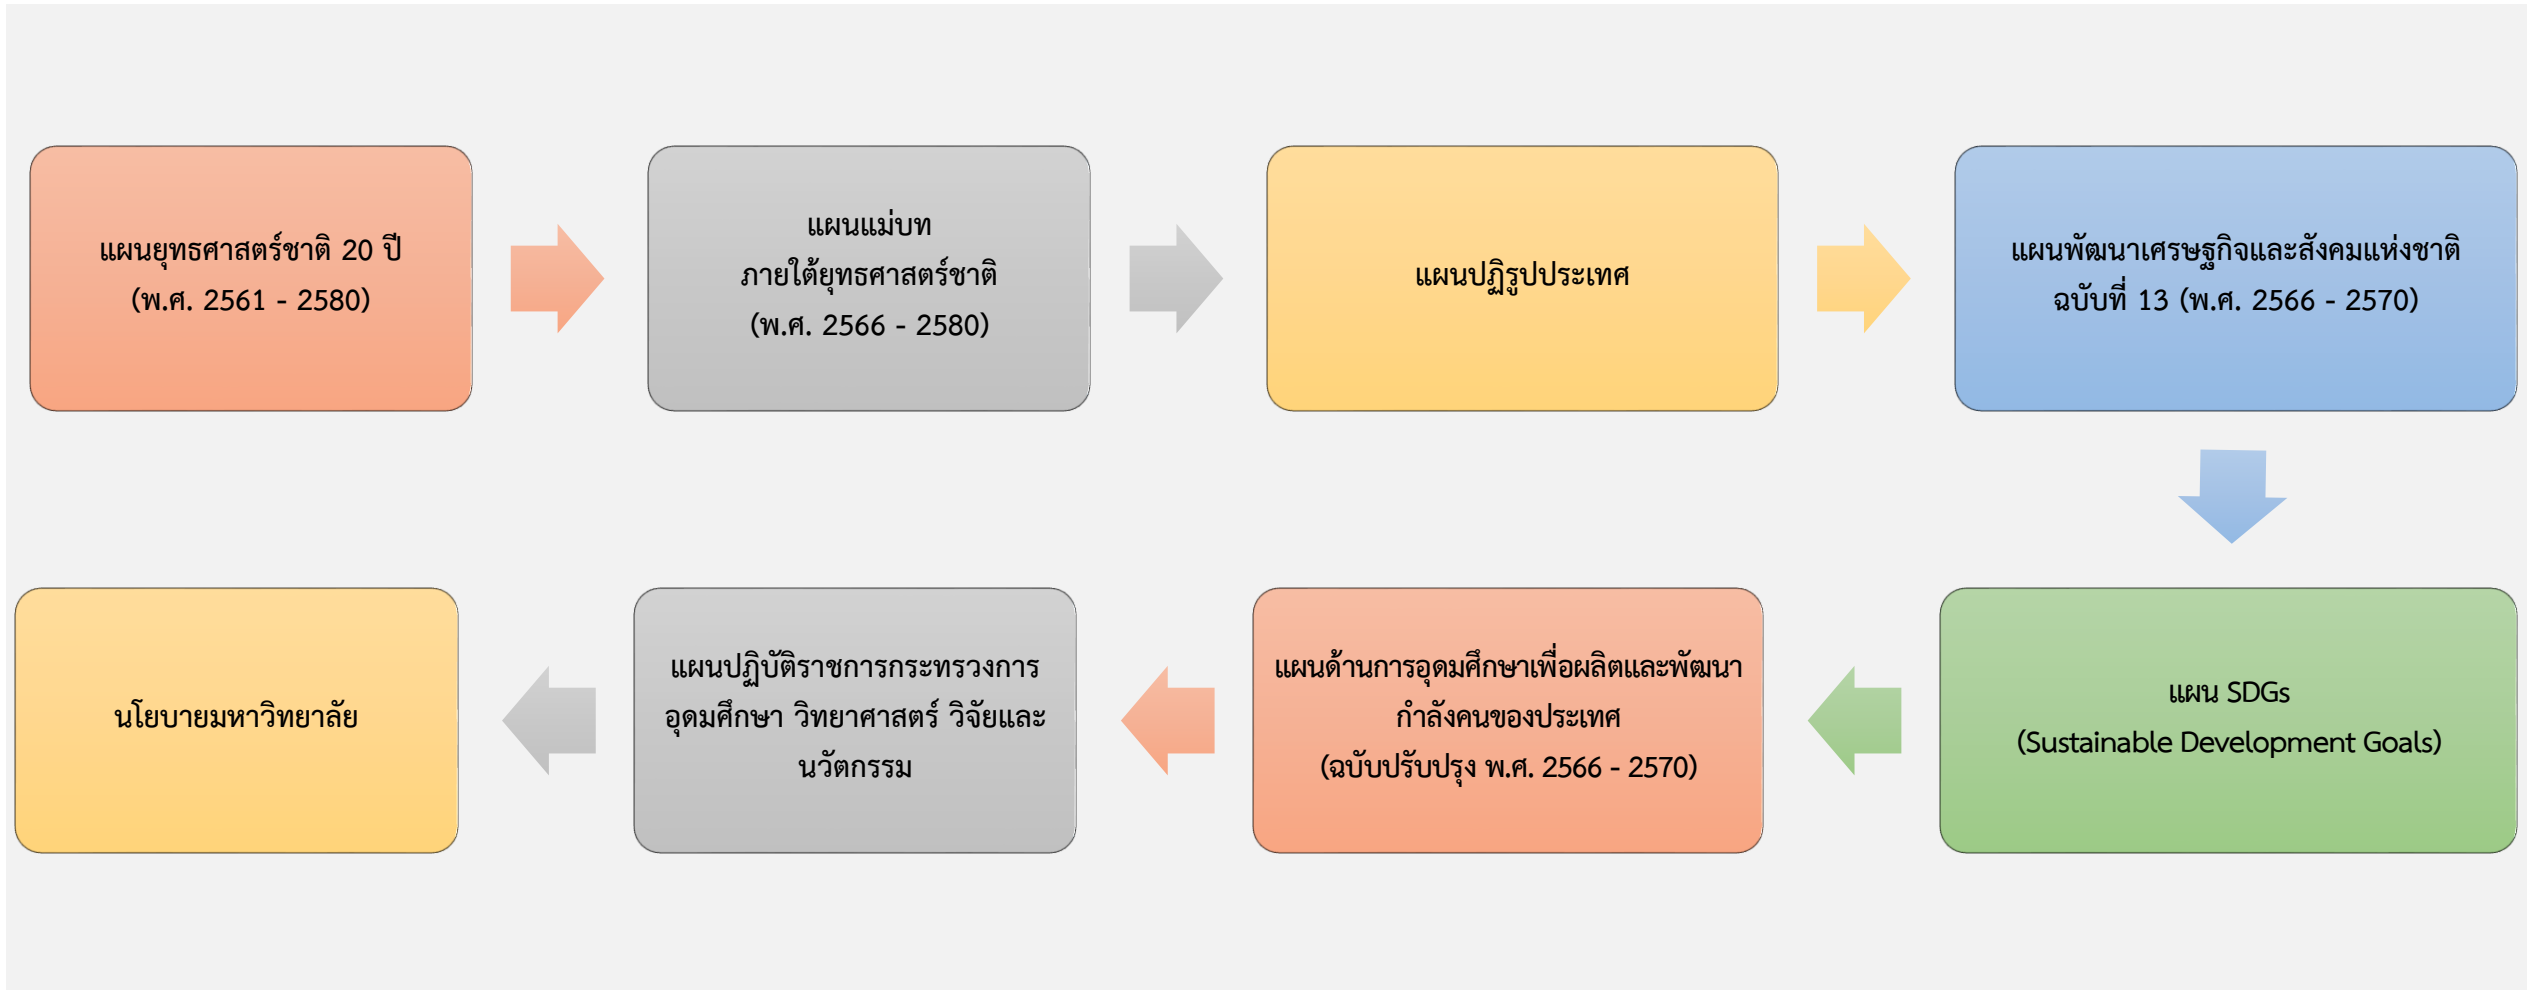 แผนยุทธศาสตร์ชาติ 20 ปี
(พ.ศ. 2561 - 2580)
แผนแม่บท
ภายใต้ยุทธศาสตร์ชาติ
(พ.ศ. 2566 - 2580)
แผนปฏิรูปประเทศ
แผนพัฒนาเศรษฐกิจและสังคมแห่งชาติ
ฉบับที่ 13 (พ.ศ. 2566 - 2570)
แผน SDGs
(Sustainable Development Goals)
แผนด้านการอุดมศึกษาเพื่อผลิตและพัฒนา
กำลังคนของประเทศ
(ฉบับปรับปรุง พ.ศ. 2566 - 2570)
แผนปฏิบัติราชการกระทรวงการ
อุดมศึกษา วิทยาศาสตร์ วิจัยและ
นวัตกรรม
นโยบายมหาวิทยาลัย